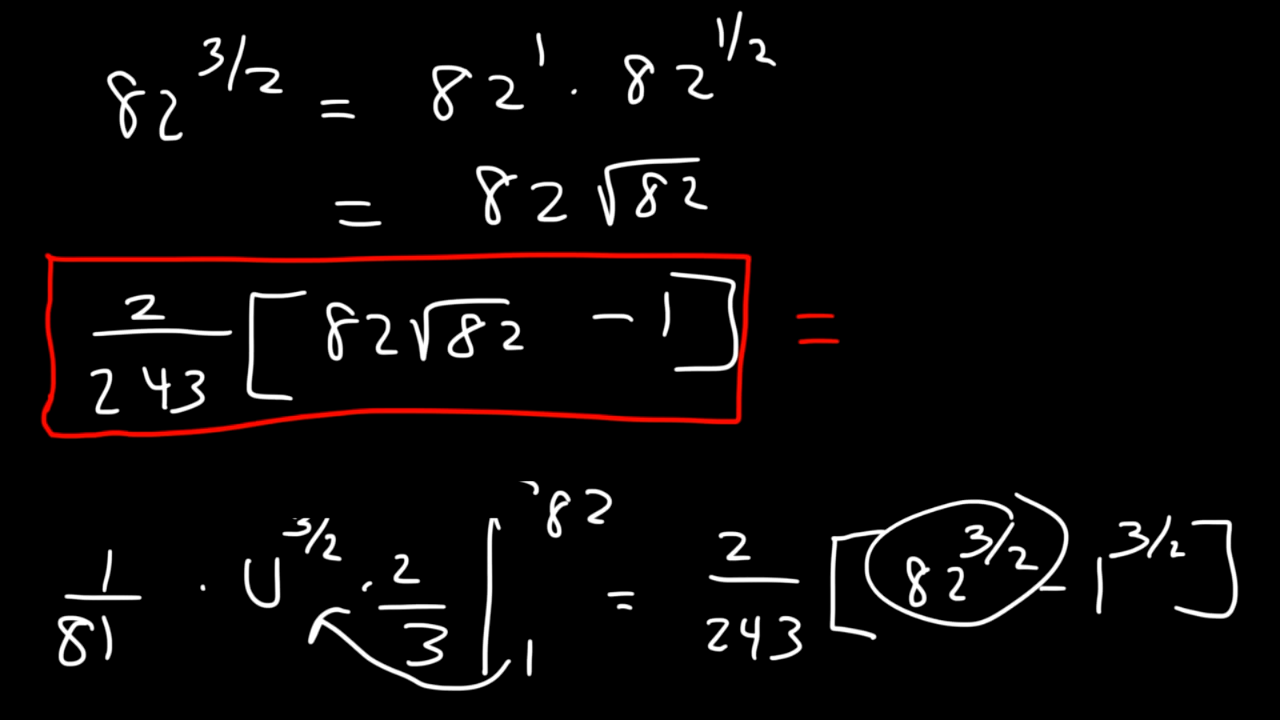 82^{3/2} = 82^1 · 82^{1/2}
= 82√82
2/243 [82√82 − 1] =
1/81 · U^{3/2} · 2/3 |_1^{82} = 2/243 [82^{3/2} − 1^{3/2}]